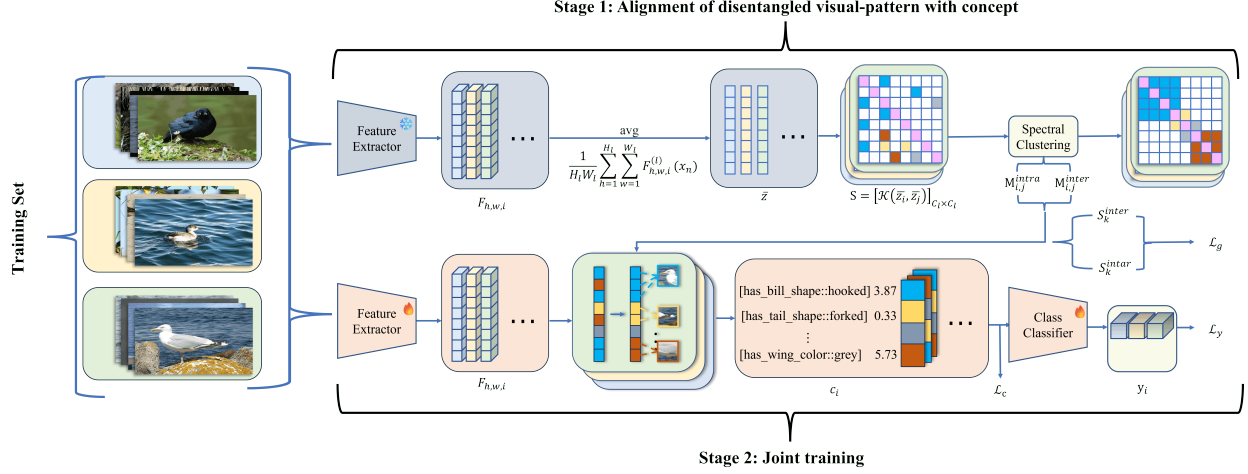 Stage 1: Alignment of disentangled visual-pattern with concept
Training Set
Feature
Extractor
...
F_{h,w,i}
avg
\frac{1}{H_l W_l} \sum_{h=1}^{H_l} \sum_{w=1}^{W_l} F_{h,w,i}^{(l)}(x_n)
...
z̄
S = [𝒦(z̄_i, z̄_j)]_{C_l×C_l}
Spectral
Clustering
M_{i,j}^{intra} M_{i,j}^{inter}
S_k^{inter}
S_k^{intar}
ℒ_g
Feature
Extractor
...
F_{h,w,i}
[has_bill_shape::hooked] 3.87
[has_tail_shape::forked] 0.33
⋮
[has_wing_color::grey] 5.73
...
c_i
ℒ_c
Class
Classifier
y_i
ℒ_y
Stage 2: Joint training